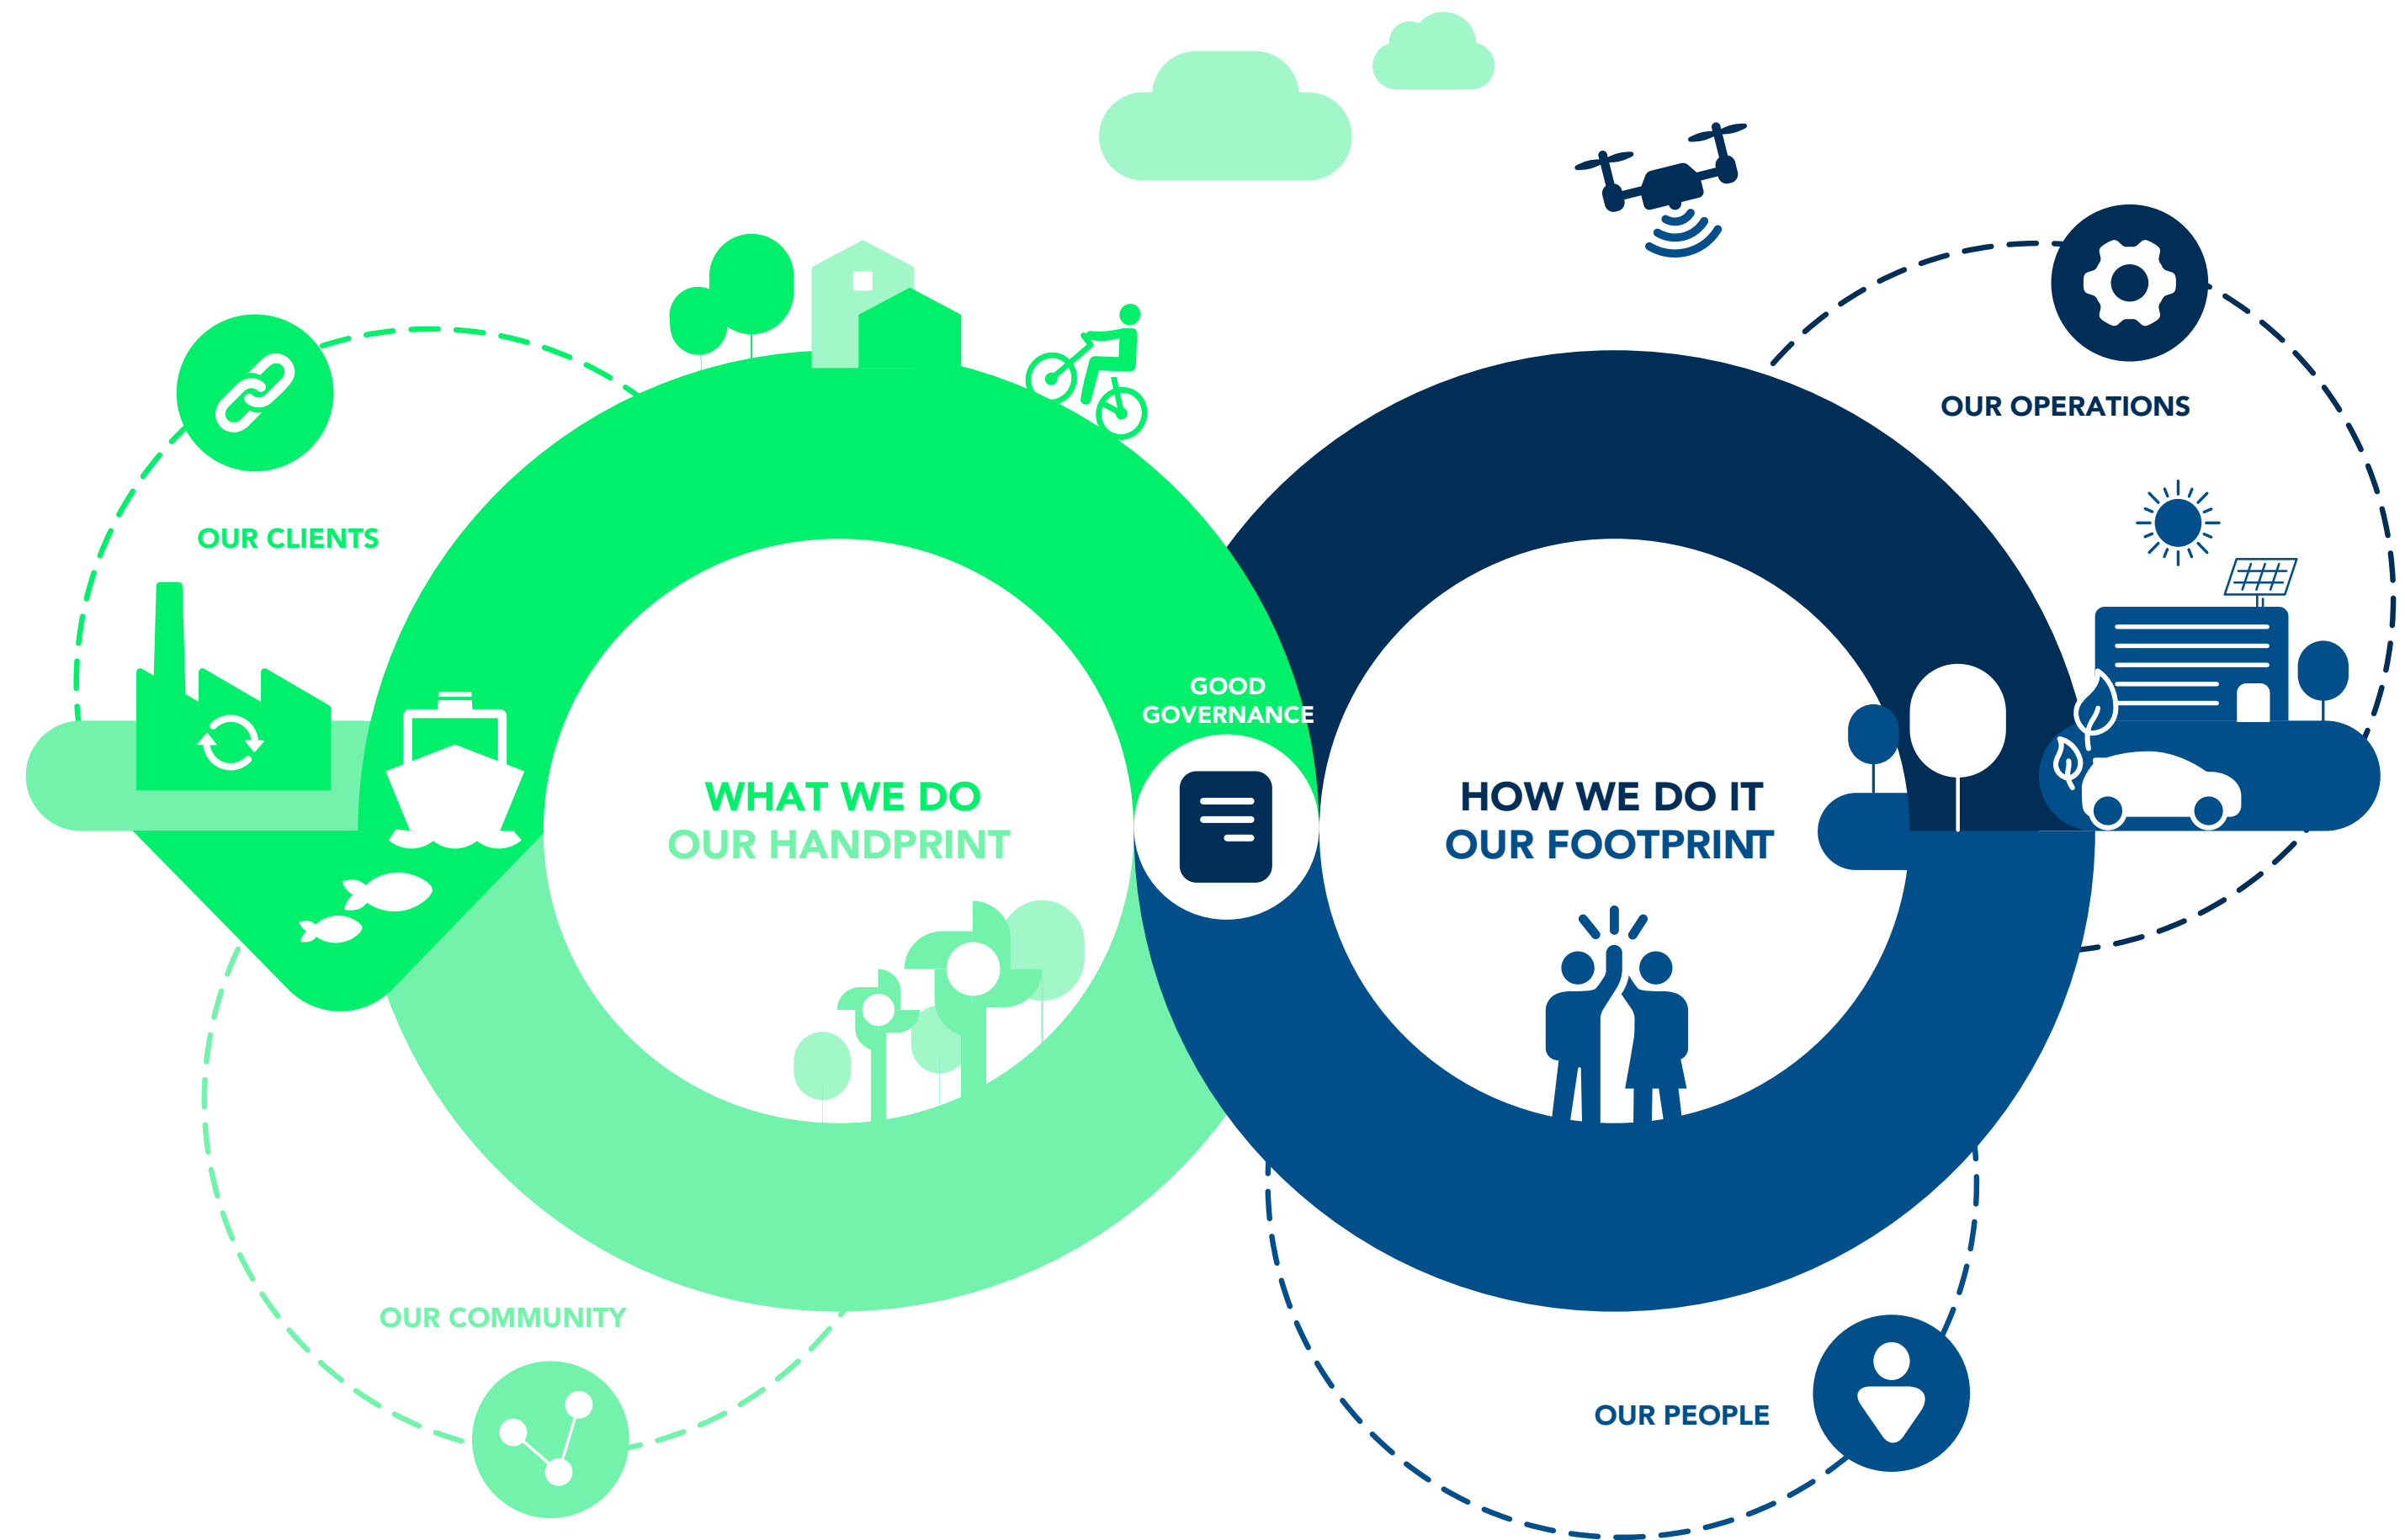 OUR OPERATIONS
OUR CLIENTS
GOOD
GOVERNANCE
WHAT WE DO
OUR HANDPRINT
HOW WE DO IT
OUR FOOTPRINT
OUR COMMUNITY
OUR PEOPLE